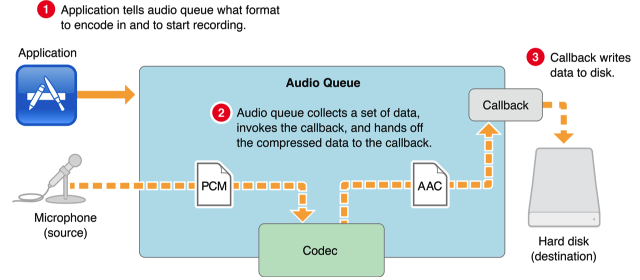 1 Application tells audio queue what format
to encode in and to start recording.
Application
Audio Queue
2 Audio queue collects a set of data,
invokes the callback, and hands off
the compressed data to the callback.
3 Callback writes
data to disk.
Callback
PCM
AAC
Microphone
(source)
Codec
Hard disk
(destination)